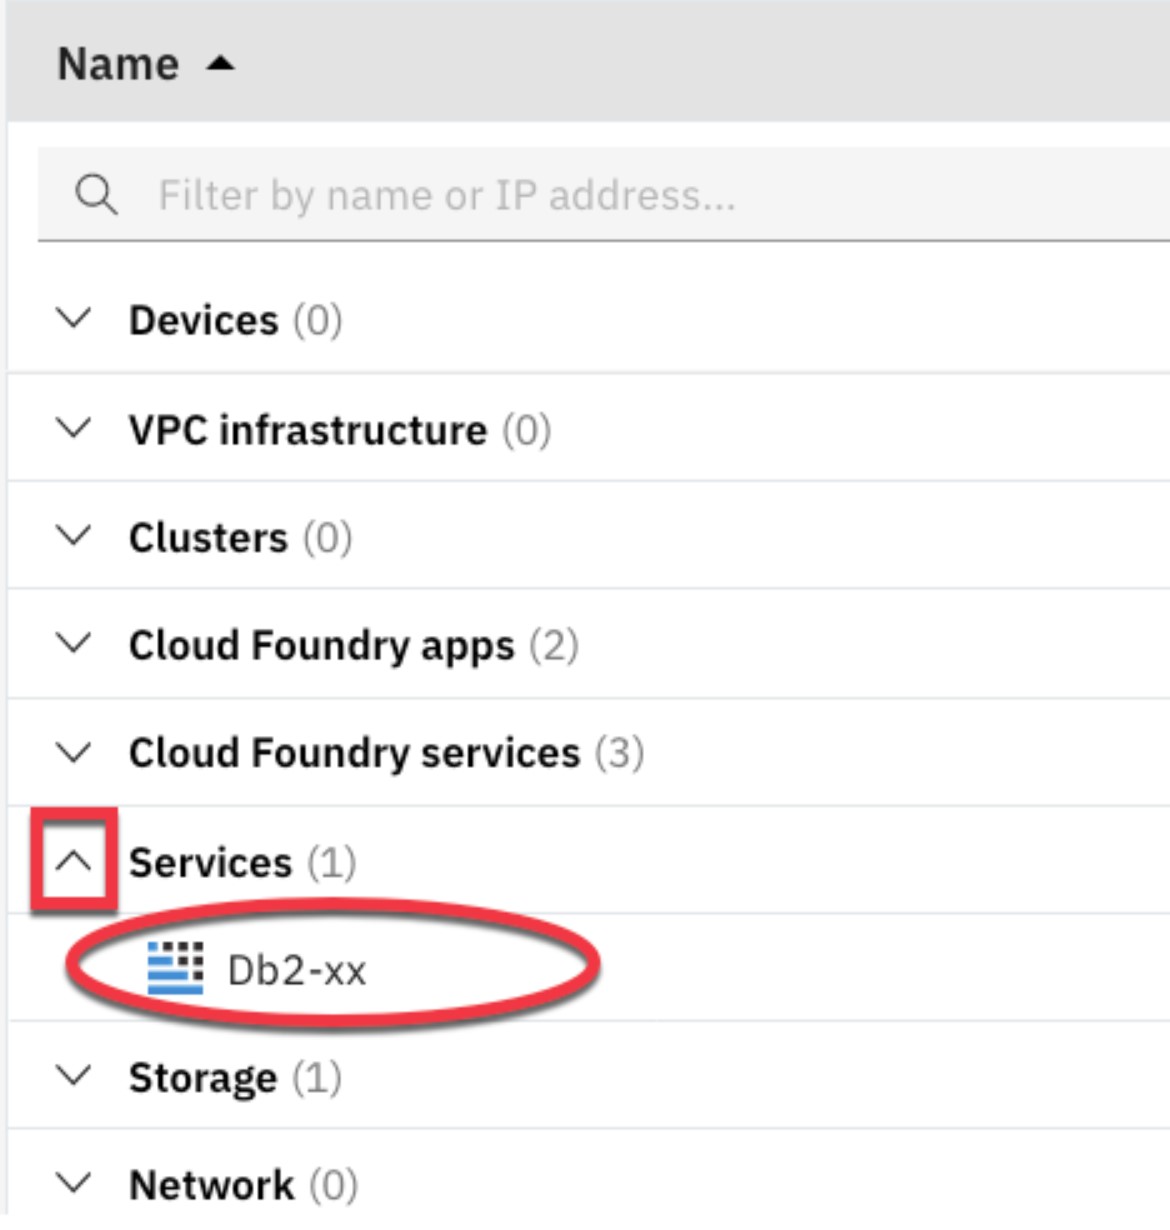 Name
Filter by name or IP address...
Devices (0)
VPC infrastructure (0)
Clusters (0)
Cloud Foundry apps (2)
Cloud Foundry services (3)
Services (1)
Db2-xx
Storage (1)
Network (0)